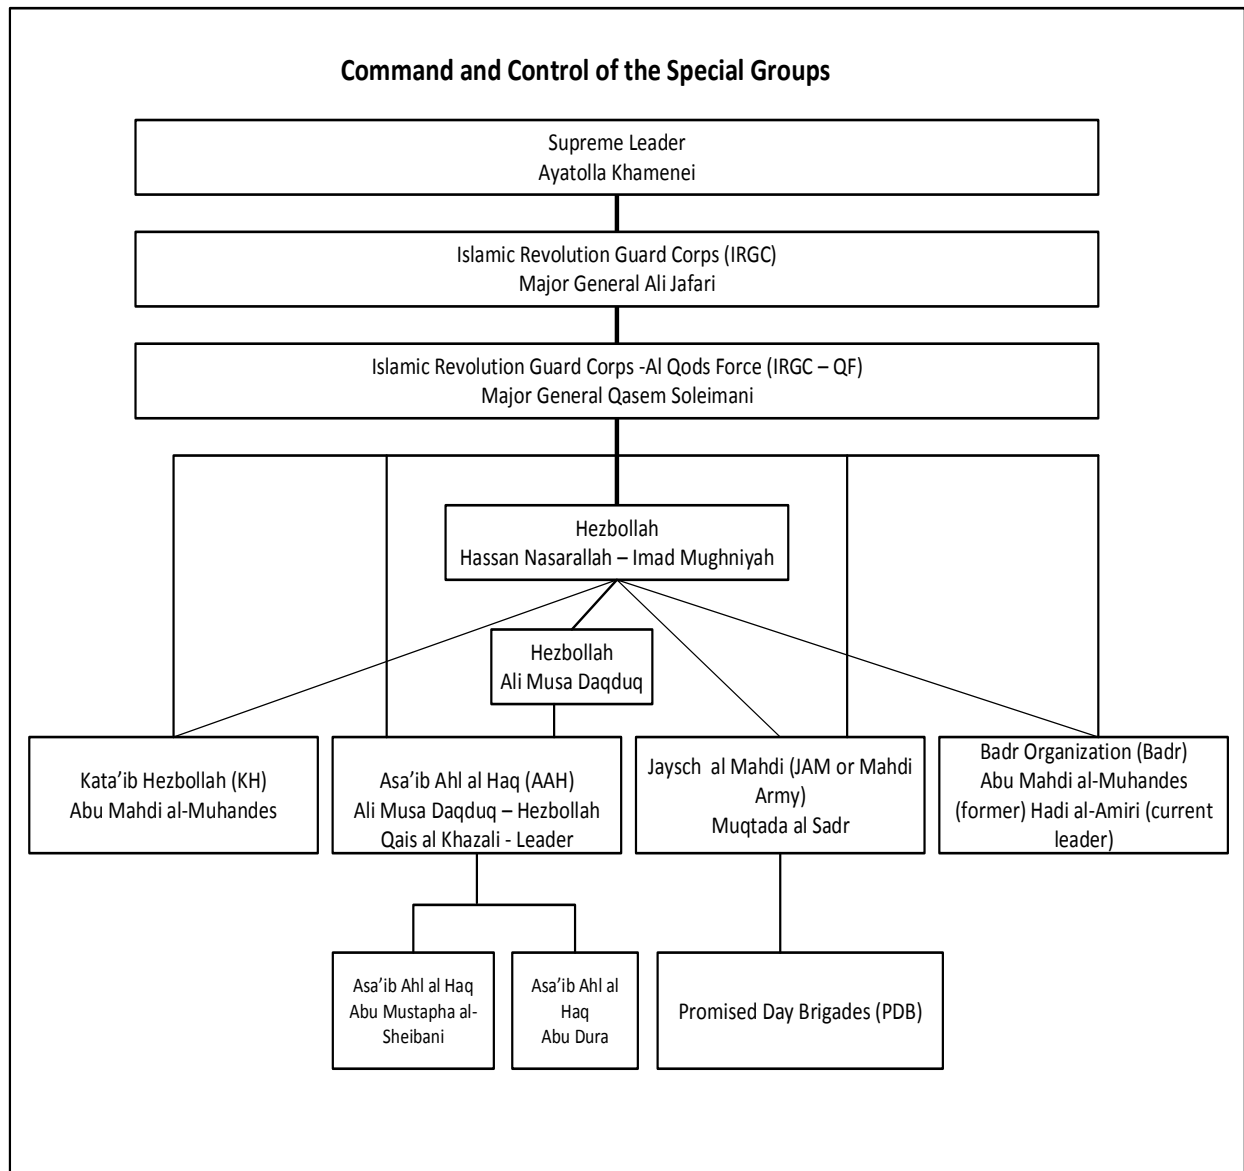 Command and Control of the Special Groups
Supreme Leader
Ayatolla Khamenei
Islamic Revolution Guard Corps (IRGC)
Major General Ali Jafari
Islamic Revolution Guard Corps -Al Qods Force (IRGC – QF)
Major General Qasem Soleimani
Hezbollah
Hassan Nasarallah – Imad Mughniyah
Hezbollah
Ali Musa Daqduq
Kata’ib Hezbollah (KH)
Abu Mahdi al-Muhandes
Asa’ib Ahl al Haq (AAH)
Ali Musa Daqduq – Hezbollah
Qais al Khazali - Leader
Jaysch al Mahdi (JAM or Mahdi
Army)
Muqtada al Sadr
Badr Organization (Badr)
Abu Mahdi al-Muhandes
(former) Hadi al-Amiri (current
leader)
Asa’ib Ahl al Haq
Abu Mustapha al-
Sheibani
Asa’ib Ahl al
Haq
Abu Dura
Promised Day Brigades (PDB)